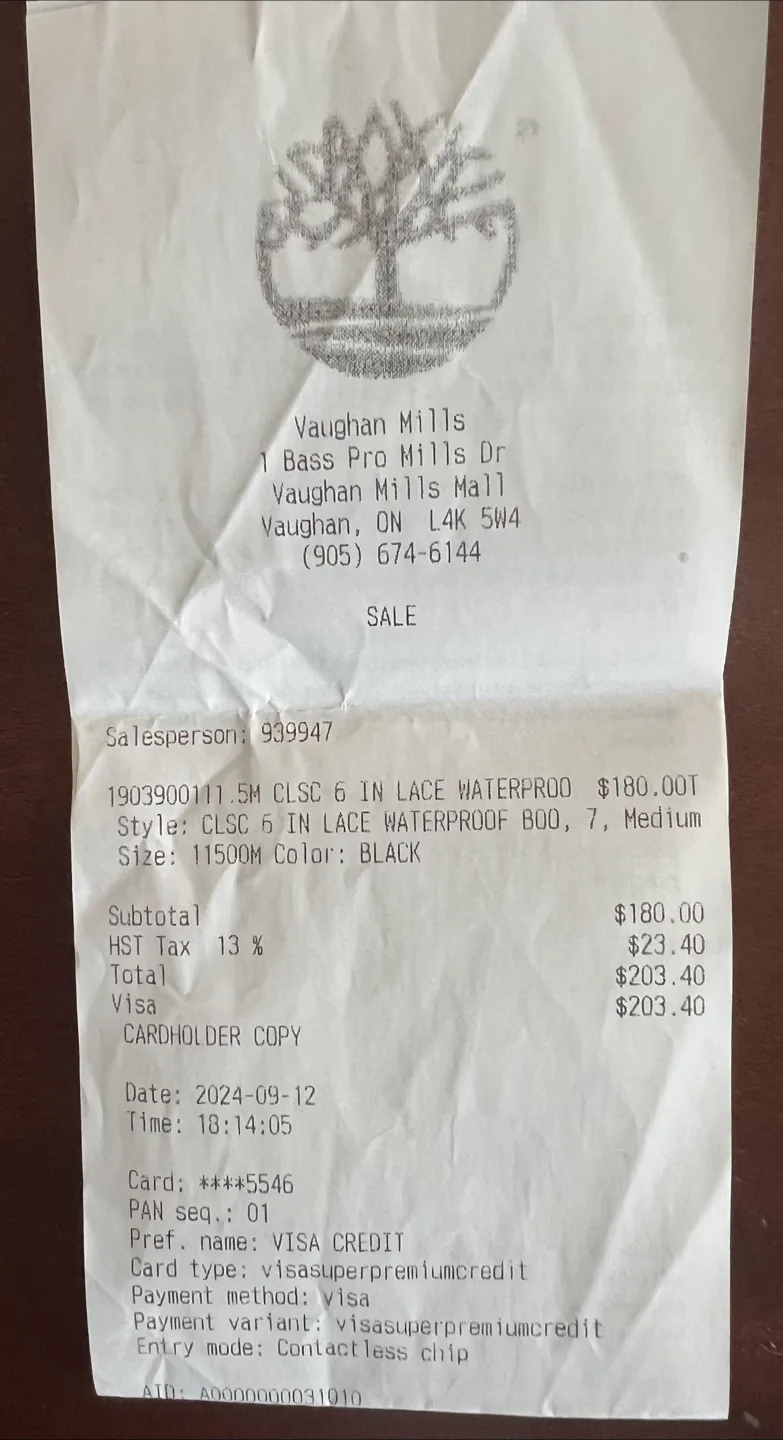 Vaughan Mills
1 Bass Pro Mills Dr
Vaughan Mills Mall
Vaughan, ON L4K 5W4
(905) 674-6144
SALE
Salesperson: 939947
1903900111.5M CLSC 6 IN LACE WATERPROO $180.00T
Style: CLSC 6 IN LACE WATERPROOF BOO, 7, Medium
Size: 11500M Color: BLACK
Subtotal $180.00
HST Tax 13 % $23.40
Total $203.40
Visa $203.40
CARDHOLDER COPY
Date: 2024-09-12
Time: 18:14:05
Card: ****5546
PAN seq.: 01
Pref. name: VISA CREDIT
Card type: visasuperpremiumcredit
Payment method: visa
Payment variant: visasuperpremiumcredit
Entry mode: Contactless chip
AID: A0000000031010